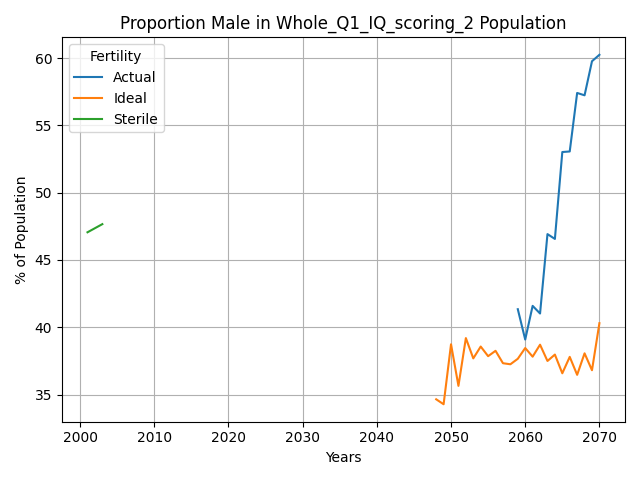 Proportion Male in Whole_Q1_IQ_scoring_2 Population
Fertility
Actual
Ideal
Sterile
% of Population
60
55
50
45
40
35
2000 2010 2020 2030 2040 2050 2060 2070
Years